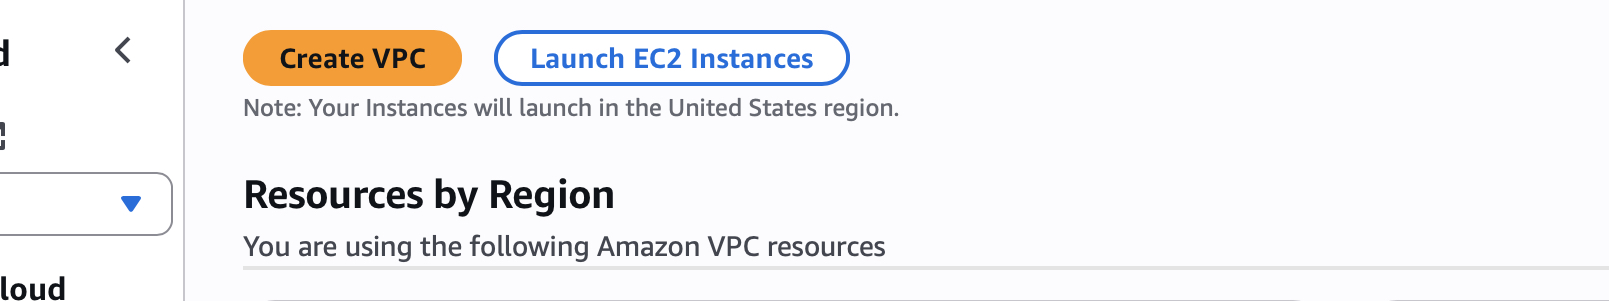 Create VPC
Launch EC2 Instances
Note: Your Instances will launch in the United States region.
Resources by Region
You are using the following Amazon VPC resources
loud